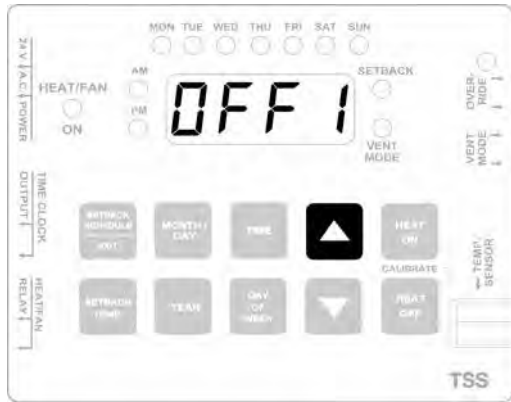 MON TUE WED THU FRI SAT SUN
24 V A.C. POWER
HEAT/FAN
ON
AM
PM
OFF1
SETBACK
VENT
MODE
OVER-
RIDE
VENT
MODE
TIME CLOCK
OUTPUT
SETBACK
SCHEDULE
MONTH /
DAY
TIME
HEAT
ON
CALIBRATE
TEMP.
SENSOR
HEAT/FAN
RELAY
SETBACK
TEMP
YEAR
DAY
OF
WEEK
HEAT
OFF
TSS